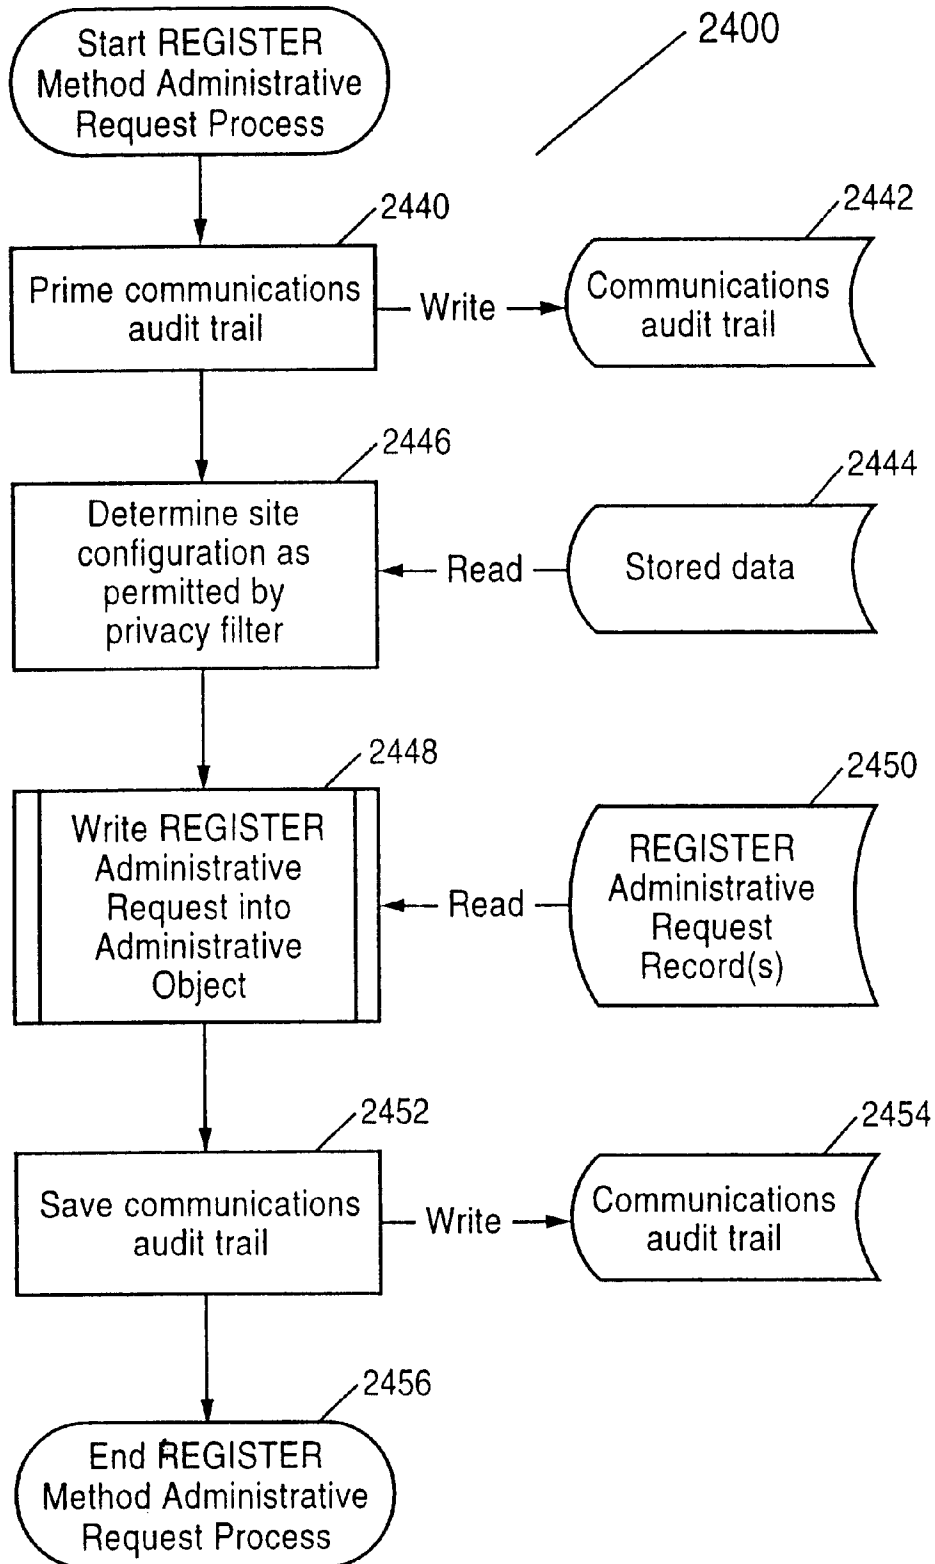 Start REGISTER
Method Administrative
Request Process
2400
2440
Prime communications
audit trail
Write
2442
Communications
audit trail
2446
Determine site
configuration as
permitted by
privacy filter
Read
2444
Stored data
2448
Write REGISTER
Administrative
Request into
Administrative
Object
Read
2450
REGISTER
Administrative
Request
Record(s)
2452
Save communications
audit trail
Write
2454
Communications
audit trail
2456
End REGISTER
Method Administrative
Request Process